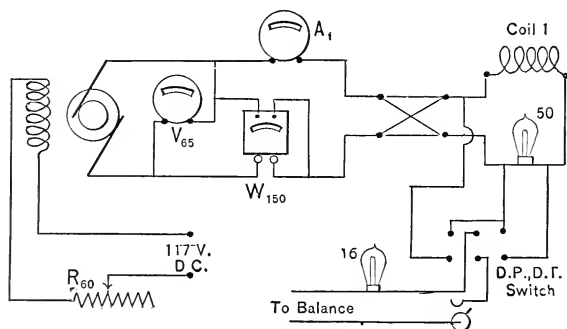 A₁
Coil 1
V₆₅
50
W₁₅₀
117-V.
D.C.
R₆₀
16
D.P., D.T.
Switch
To Balance